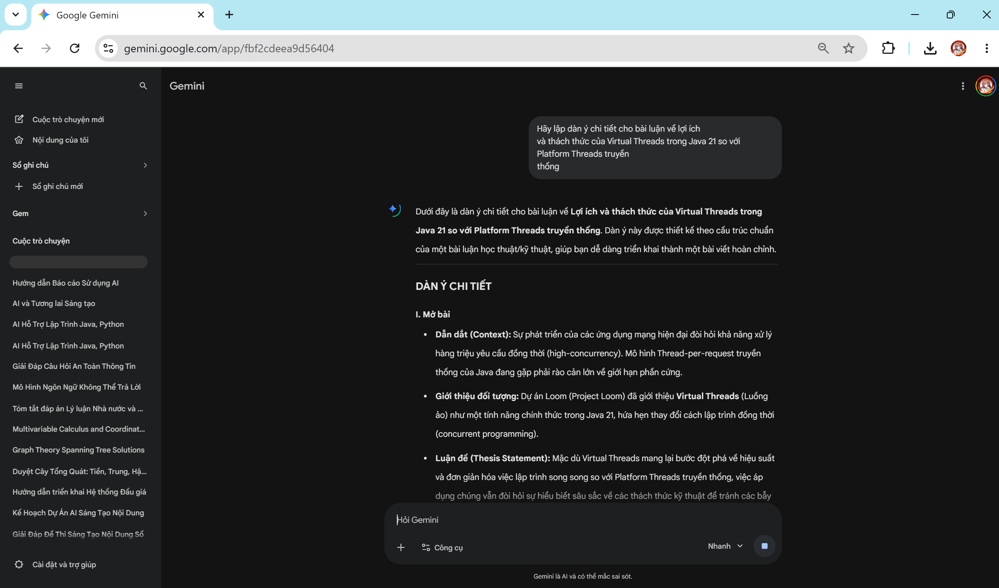 Google Gemini
gemini.google.com/app/fbf2cdeea9d56404
Gemini
Cuộc trò chuyện mới
Nội dung của tôi
Sổ ghi chú
Sổ ghi chú mới
Gem
Cuộc trò chuyện
Hướng dẫn Báo cáo Sử dụng AI
AI và Tương lai Sáng tạo
AI Hỗ Trợ Lập Trình Java, Python
AI Hỗ Trợ Lập Trình Java, Python
Giải Đáp Câu Hỏi An Toàn Thông Tin
Mô Hình Ngôn Ngữ Không Thể Trả Lời
Tóm tắt đáp án Lý luận Nhà nước và ...
Multivariable Calculus and Coordinat...
Graph Theory Spanning Tree Solutions
Duyệt Cây Tổng Quát: Tiền, Trung, Hậ...
Hướng dẫn triển khai Hệ thống Đấu giá
Kế Hoạch Dự Án AI Sáng Tạo Nội Dung
Giải Đáp Đề Thi Sáng Tạo Nội Dung Số
Cài đặt và trợ giúp
Hãy lập dàn ý chi tiết cho bài luận về lợi ích
và thách thức của Virtual Threads trong Java 21 so với
Platform Threads truyền
thống
Dưới đây là dàn ý chi tiết cho bài luận về Lợi ích và thách thức của Virtual Threads trong
Java 21 so với Platform Threads truyền thống. Dàn ý này được thiết kế theo cấu trúc chuẩn
của một bài luận học thuật/kỹ thuật, giúp bạn dễ dàng triển khai thành một bài viết hoàn chỉnh.
DÀN Ý CHI TIẾT
I. Mở bài
• Dẫn dắt (Context): Sự phát triển của các ứng dụng mạng hiện đại đòi hỏi khả năng xử lý
hàng triệu yêu cầu đồng thời (high-concurrency). Mô hình Thread-per-request truyền
thống của Java đang gặp phải rào cản lớn về giới hạn phần cứng.
• Giới thiệu đối tượng: Dự án Loom (Project Loom) đã giới thiệu Virtual Threads (Luồng
ảo) như một tính năng chính thức trong Java 21, hứa hẹn thay đổi cách lập trình đồng thời
(concurrent programming).
• Luận đề (Thesis Statement): Mặc dù Virtual Threads mang lại bước đột phá về hiệu suất
và đơn giản hóa việc lập trình song song so với Platform Threads truyền thống, việc áp
dụng chúng vẫn đòi hỏi sự hiểu biết sâu sắc về các thách thức kỹ thuật để tránh các bẫy
Hỏi Gemini
Công cụ
Nhanh
Gemini là AI và có thể mắc sai sót.